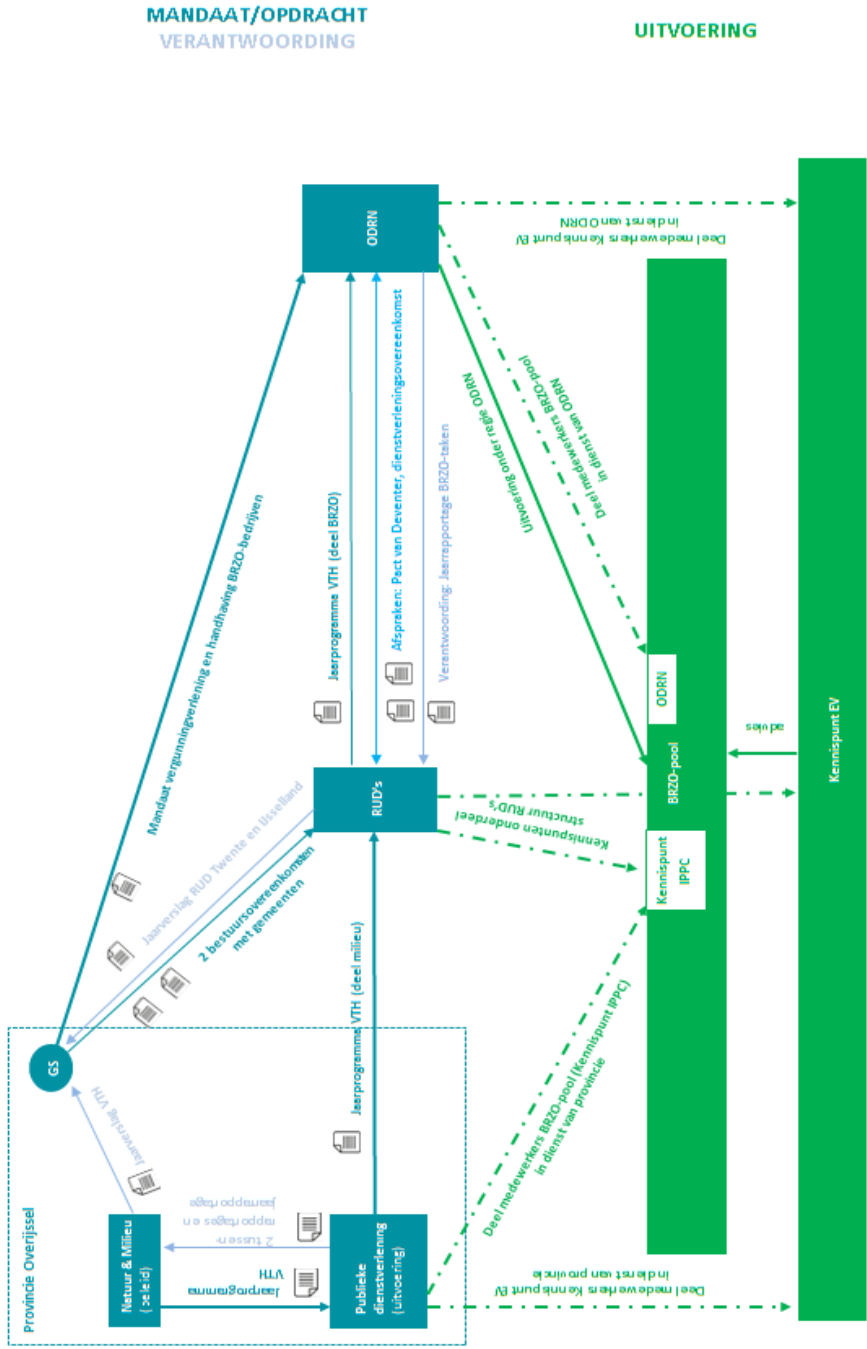 MANDAAT/OPDRACHT
VERANTWOORDING
UITVOERING
Provincie Overijssel
GS
Natuur & Milieu
(beleid)
Publieke
dienstverlening
(uitvoering)
Jaarverslag VTH
Jaarprogramma
VTH
2 tussen-
rapportages en
jaarrapportage
Mandaat vergunningverlening en handhaving BRZO-bedrijven
Jaarverslag RUD Twente en IJsselland
2 bestuursovereenkomsten
met gemeenten
Jaarprogramma VTH (deel milieu)
RUD's
Jaarprogramma VTH (deel BRZO)
Afspraken: Pact van Deventer, dienstverleningsovereenkomst
Verantwoording: Jaarrapportage BRZO-taken
ODRN
Deel medewerkers Kennispunt EV
in dienst van provincie
Deel medewerkers BRZO-pool (Kennispunt IPPC)
in dienst van provincie
Kennispunten onderdeel
structuur RUD's
Uitvoering onder regie ODRN
Deel medewerkers BRZO-pool
in dienst van ODRN
Deel medewerkers Kennispunt EV
in dienst van ODRN
Kennispunt
IPPC
BRZO-pool
ODRN
advies
Kennispunt EV